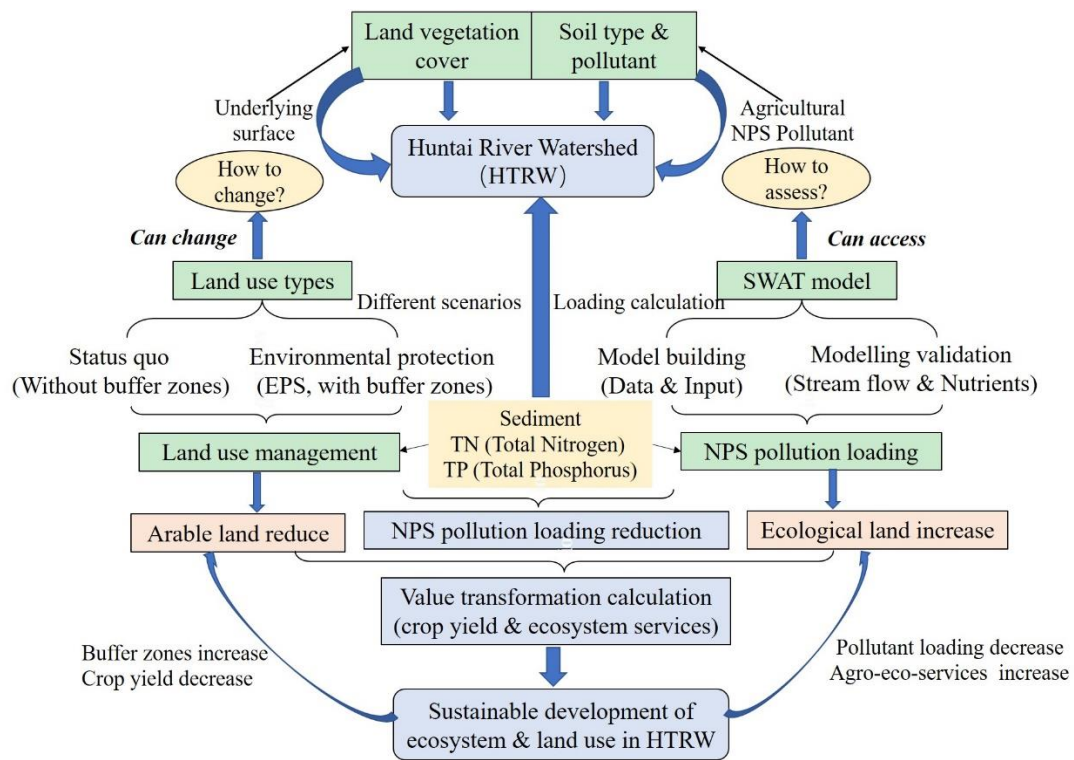 Land vegetation
cover
Soil type &
pollutant
Underlying
surface
Agricultural
NPS Pollutant
Huntai River Watershed
(HTRW)
How to
change?
How to
assess?
Can change
Can access
Land use types
SWAT model
Different scenarios
Loading calculation
Status quo
(Without buffer zones)
Environmental protection
(EPS, with buffer zones)
Model building
(Data & Input)
Modelling validation
(Stream flow & Nutrients)
Sediment
TN (Total Nitrogen)
TP (Total Phosphorus)
Land use management
NPS pollution loading
Arable land reduce
NPS pollution loading reduction
Ecological land increase
Value transformation calculation
(crop yield & ecosystem services)
Buffer zones increase
Crop yield decrease
Pollutant loading decrease
Agro-eco-services increase
Sustainable development of
ecosystem & land use in HTRW